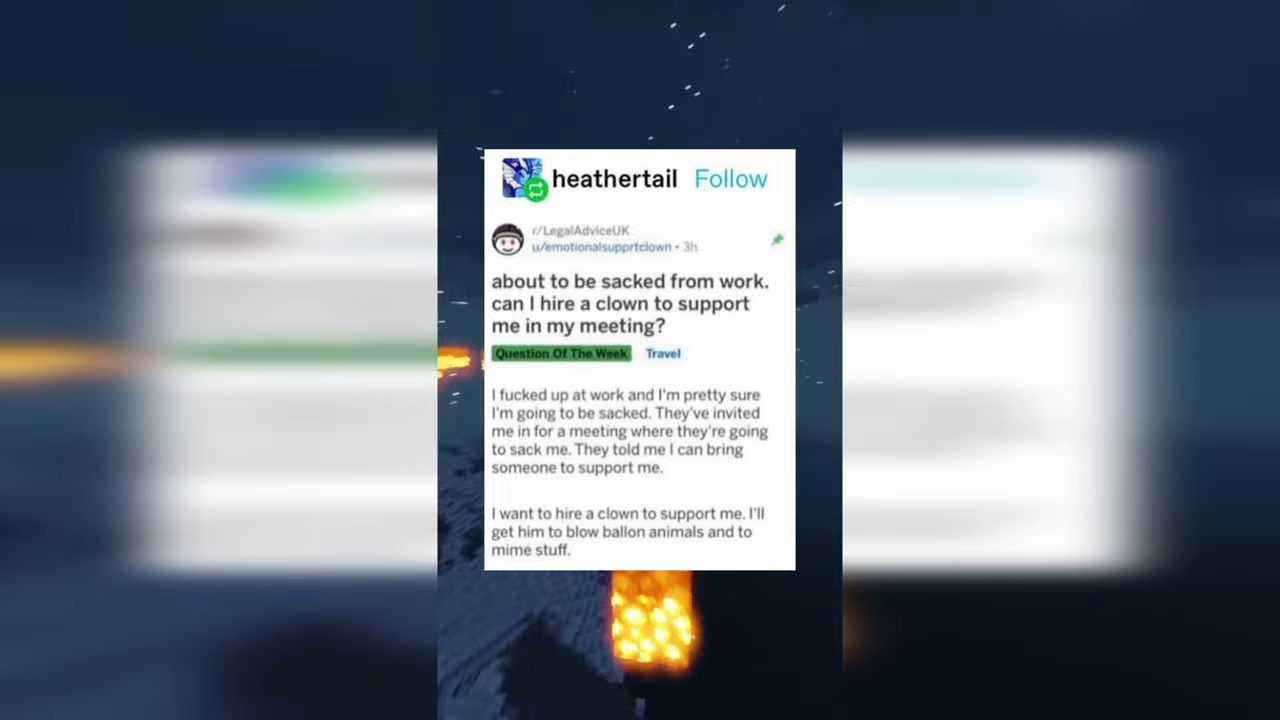 heathertail Follow
r/LegalAdviceUK
u/emotionalsupprtclown • 3h
about to be sacked from work.
can I hire a clown to support
me in my meeting?
Question Of The Week Travel
I fucked up at work and I'm pretty sure
I'm going to be sacked. They've invited
me in for a meeting where they're going
to sack me. They told me I can bring
someone to support me.
I want to hire a clown to support me. I'll
get him to blow ballon animals and to
mime stuff.